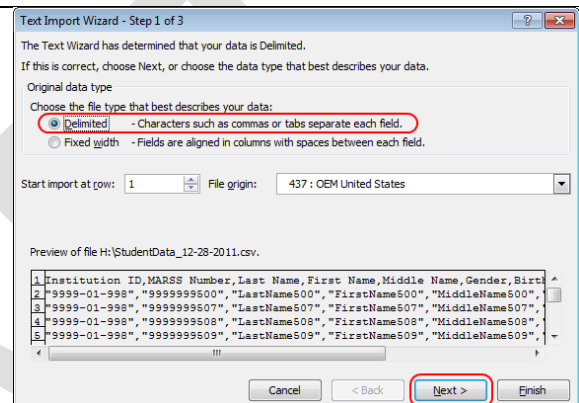 Text Import Wizard - Step 1 of 3
The Text Wizard has determined that your data is Delimited.
If this is correct, choose Next, or choose the data type that best describes your data.
Original data type
Choose the file type that best describes your data:
Delimited - Characters such as commas or tabs separate each field.
Fixed width - Fields are aligned in columns with spaces between each field.
Start import at row: 1 File origin: 437 : OEM United States
Preview of file H:\StudentData_12-28-2011.csv.
1 Institution ID,MARSS Number,Last Name,First Name,Middle Name,Gender,Birt
2 "9999-01-998","9999999500","LastName500","FirstName500","MiddleName500","
3 "9999-01-998","9999999507","LastName507","FirstName507","MiddleName507","
4 "9999-01-998","9999999508","LastName508","FirstName508","MiddleName508","
5 "9999-01-998","9999999509","LastName509","FirstName509","MiddleName509","
Cancel < Back Next > Finish